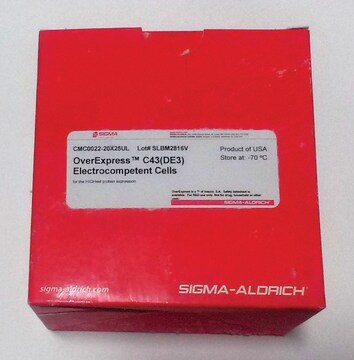 SIGMA
CMC0022-20X25UL Lot# SLBM2816V
Product of USA
OverExpress™ C43(DE3)
Store at: -70 ºC
Electrocompetent Cells
SIGMA-ALDRICH
sigma-aldrich.com
SIGMA-ALDRICH®